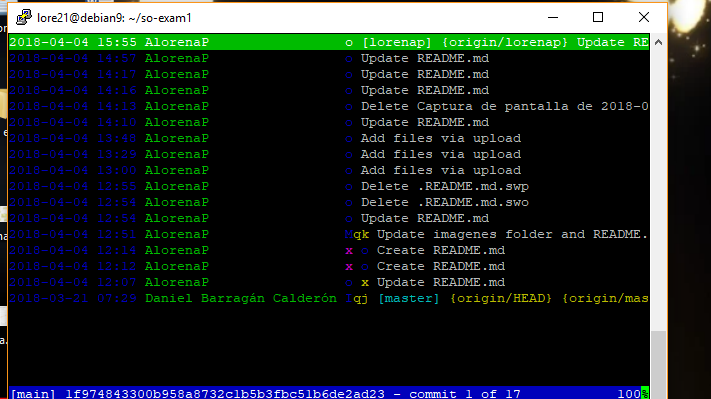 lore21@debian9: ~/so-exam1
2018-04-04 15:55 AlorenaP o [lorenap] {origin/lorenap} Update RE
2018-04-04 14:57 AlorenaP o Update README.md
2018-04-04 14:17 AlorenaP o Update README.md
2018-04-04 14:16 AlorenaP o Update README.md
2018-04-04 14:13 AlorenaP o Delete Captura de pantalla de 2018-0
2018-04-04 14:10 AlorenaP o Update README.md
2018-04-04 13:48 AlorenaP o Add files via upload
2018-04-04 13:29 AlorenaP o Add files via upload
2018-04-04 13:00 AlorenaP o Add files via upload
2018-04-04 12:55 AlorenaP o Delete .README.md.swp
2018-04-04 12:54 AlorenaP o Delete .README.md.swo
2018-04-04 12:52 AlorenaP o Update README.md
2018-04-04 12:51 AlorenaP Mqk Update imagenes folder and README.
2018-04-04 12:14 AlorenaP x o Create README.md
2018-04-04 12:12 AlorenaP x o Create README.md
2018-04-04 12:07 AlorenaP o x Update README.md
2018-03-21 07:29 Daniel Barragán Calderón Iqj [master] {origin/HEAD} {origin/mas
[main] 1f974843300b958a8732c1b5b3fbc51b6de2ad23 - commit 1 of 17 100%